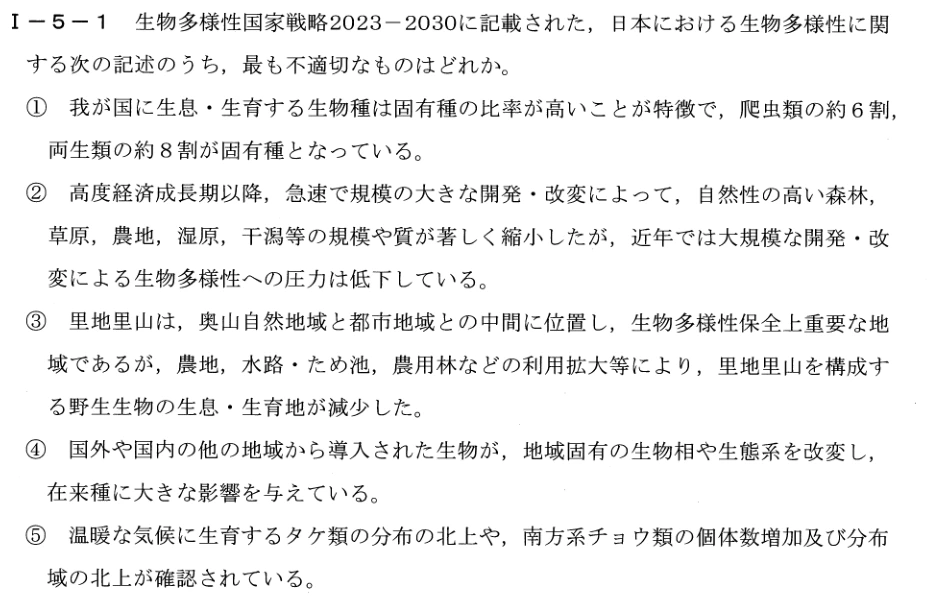 Ⅰ－５－１　生物多様性国家戦略2023－2030に記載された，日本における生物多様性に関
する次の記述のうち，最も不適切なものはどれか。
①　我が国に生息・生育する生物種は固有種の比率が高いことが特徴で，爬虫類の約６割，
両生類の約８割が固有種となっている。
②　高度経済成長期以降，急速で規模の大きな開発・改変によって，自然性の高い森林，
草原，農地，湿原，干潟等の規模や質が著しく縮小したが，近年では大規模な開発・改
変による生物多様性への圧力は低下している。
③　里地里山は，奥山自然地域と都市地域との中間に位置し，生物多様性保全上重要な地
域であるが，農地，水路・ため池，農用林などの利用拡大等により，里地里山を構成す
る野生生物の生息・生育地が減少した。
④　国外や国内の他の地域から導入された生物が，地域固有の生物相や生態系を改変し，
在来種に大きな影響を与えている。
⑤　温暖な気候に生育するタケ類の分布の北上や，南方系チョウ類の個体数増加及び分布
域の北上が確認されている。